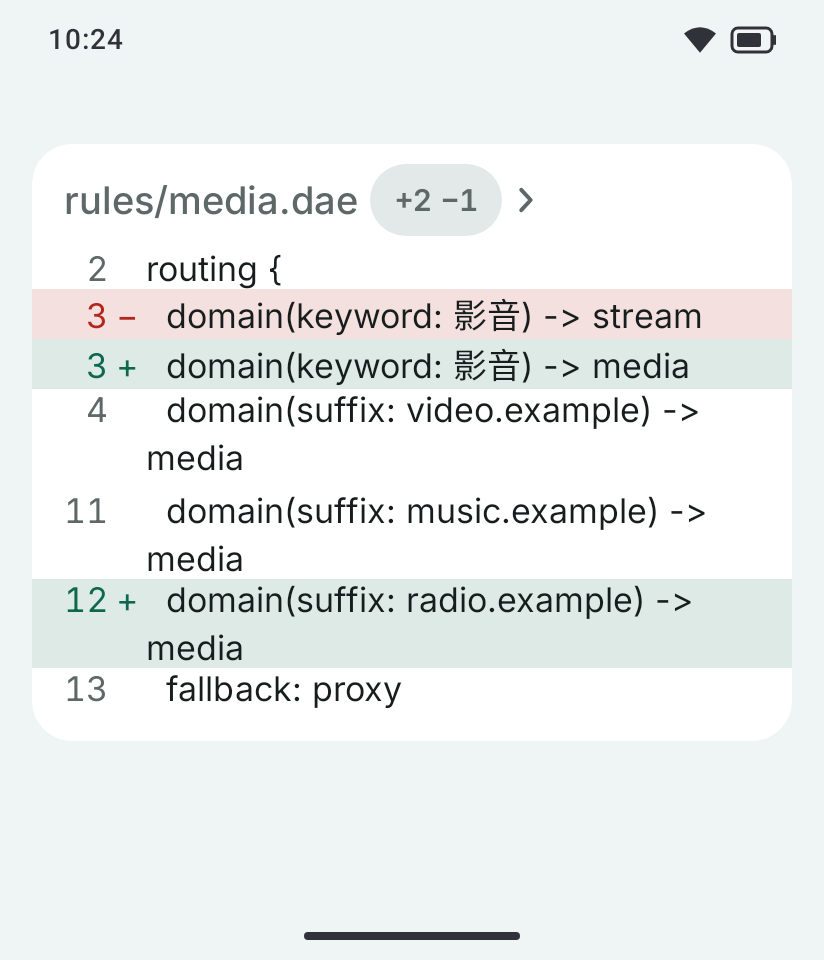 10:24
rules/media.dae +2 −1
2 routing {
3 − domain(keyword: 影音) -> stream
3 + domain(keyword: 影音) -> media
4 domain(suffix: video.example) ->
media
11 domain(suffix: music.example) ->
media
12 + domain(suffix: radio.example) ->
media
13 fallback: proxy